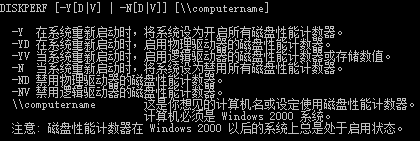 DISKPERF [-Y[D|V] | -N[D|V]] [\\computername]
-Y 在系统重新启动时，将系统设为开启所有磁盘性能计数器。
-YD 在系统重新启动时，启用物理驱动器的磁盘性能计数器。
-YV 当系统重新启动时，启用逻辑驱动器的磁盘性能计数器或存储数值。
-N 在系统重新启动时，将系统设为禁用所有磁盘性能计数器。
-ND 禁用物理驱动器的磁盘性能计数器。
-NV 禁用逻辑驱动器的磁盘性能计数器。
\\computername 这是你想见的计算机名或设定使用磁盘性能计数器。
计算机必须是 Windows 2000 系统。
注意: 磁盘性能计数器在 Windows 2000 以后的系统上总是处于启用状态。